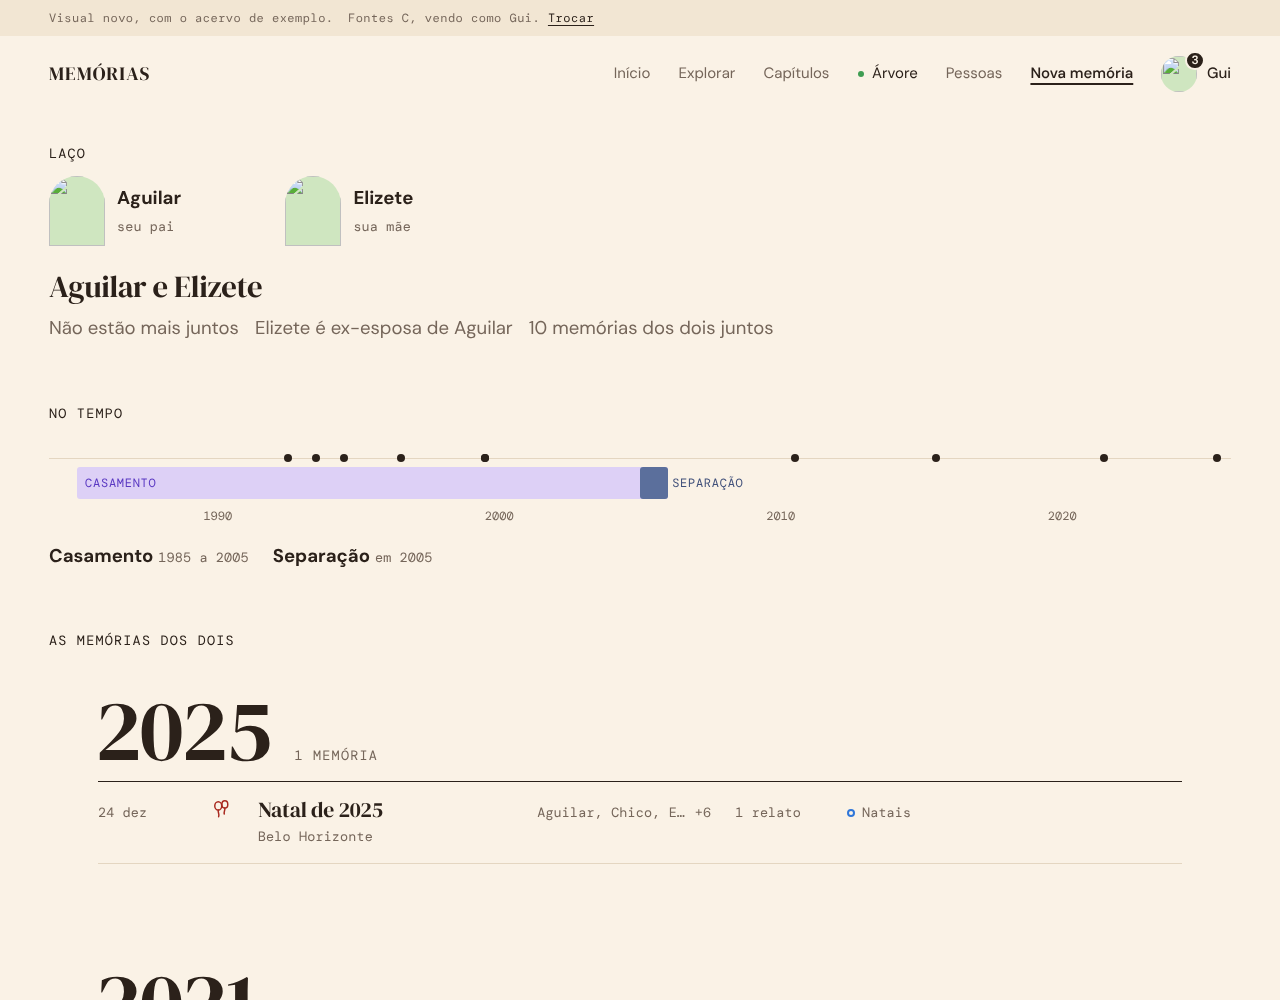 Visual novo, com o acervo de exemplo. Fontes C, vendo como Gui. Trocar
MEMÓRIAS
Início Explorar Capítulos Árvore Pessoas Nova memória 3 Gui
LAÇO
Aguilar
seu pai
Elizete
sua mãe
Aguilar e Elizete
Não estão mais juntos Elizete é ex-esposa de Aguilar 10 memórias dos dois juntos
NO TEMPO
CASAMENTO SEPARAÇÃO
1990 2000 2010 2020
Casamento 1985 a 2005 Separação em 2005
AS MEMÓRIAS DOS DOIS
2025 1 MEMÓRIA
24 dez Natal de 2025 Aguilar, Chico, E… +6 1 relato Natais
Belo Horizonte
2021